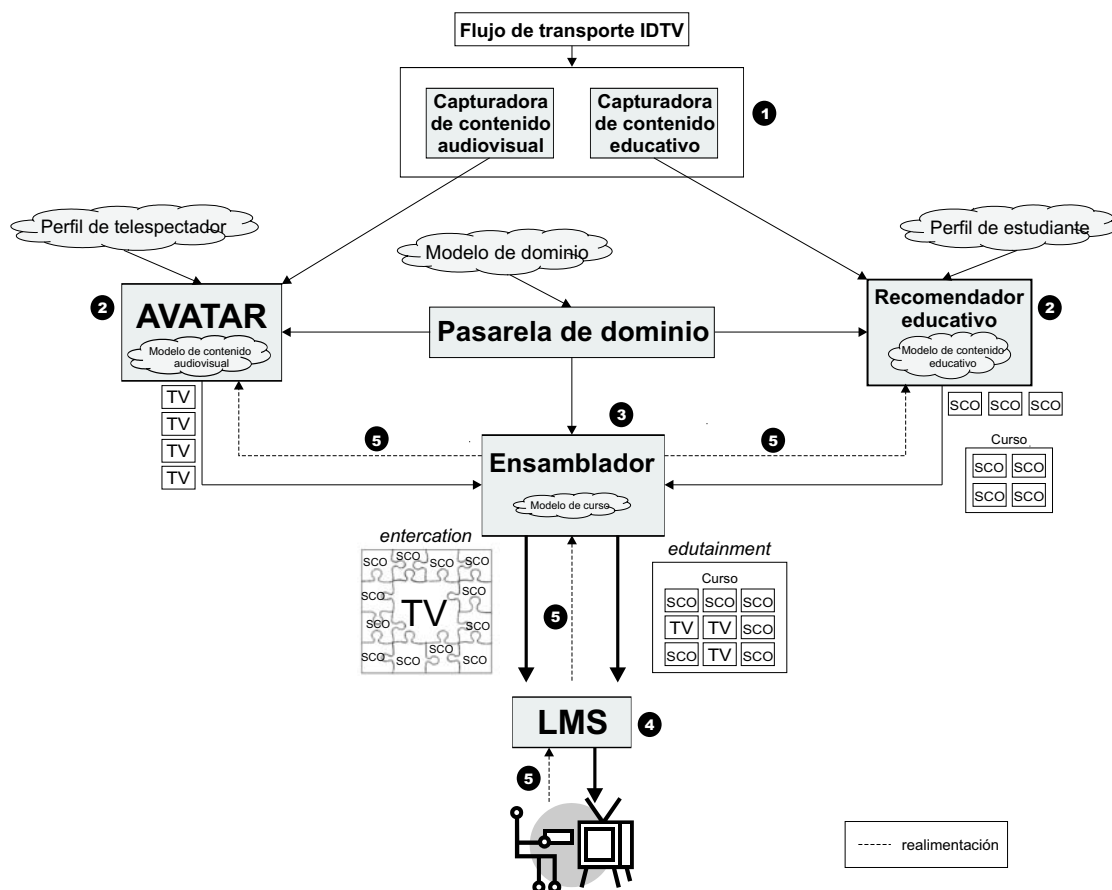 Flujo de transporte IDTV
Capturadora
de contenido
audiovisual
Capturadora
de contenido
educativo
1
Perfil de telespectador
Modelo de dominio
Perfil de estudiante
2
AVATAR
Modelo de contenido
audiovisual
Pasarela de dominio
Recomendador
educativo
Modelo de contenido
educativo
2
TV
TV
TV
TV
SCO SCO SCO
Curso
SCO SCO
SCO SCO
3
5
5
Ensamblador
Modelo de curso
entercation
SCO SCO SCO SCO
SCO SCO
TV
SCO SCO
SCO SCO SCO SCO
5
edutainment
Curso
SCO SCO SCO
TV TV SCO
SCO TV SCO
LMS
4
5
realimentación